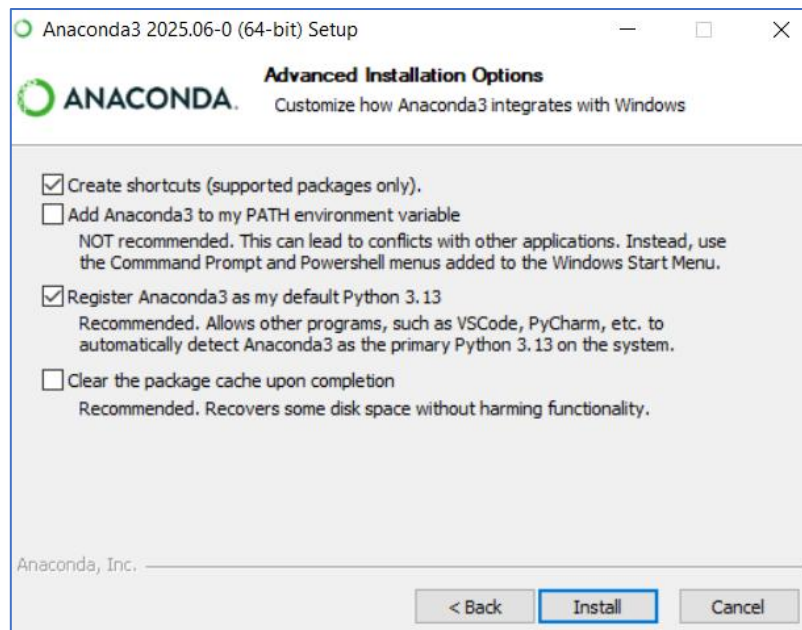 Anaconda3 2025.06-0 (64-bit) Setup
ANACONDA.
Advanced Installation Options
Customize how Anaconda3 integrates with Windows
Create shortcuts (supported packages only).
Add Anaconda3 to my PATH environment variable
NOT recommended. This can lead to conflicts with other applications. Instead, use
the Commmand Prompt and Powershell menus added to the Windows Start Menu.
Register Anaconda3 as my default Python 3.13
Recommended. Allows other programs, such as VSCode, PyCharm, etc. to
automatically detect Anaconda3 as the primary Python 3.13 on the system.
Clear the package cache upon completion
Recommended. Recovers some disk space without harming functionality.
Anaconda, Inc.
< Back
Install
Cancel